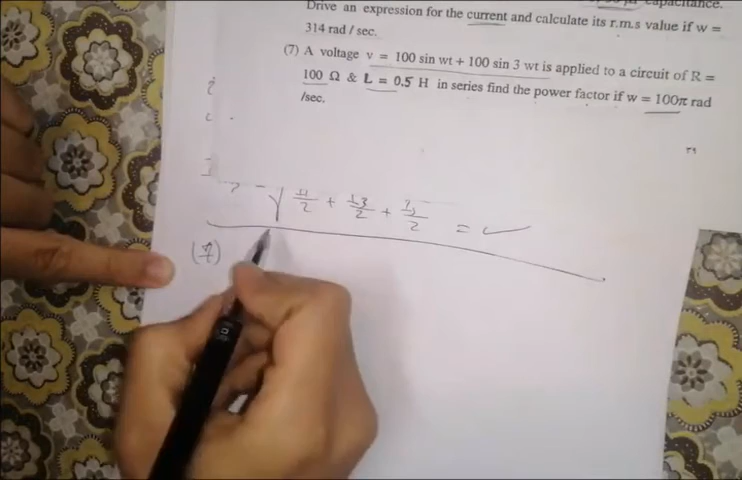 capacitance.
Drive an expression for the current and calculate its r.m.s value if w =
314 rad / sec.
(7) A voltage v = 100 sin wt + 100 sin 3 wt is applied to a circuit of R =
100 Ω & L = 0.5 H in series find the power factor if w = 100π rad
/sec.
٢٩
(7)